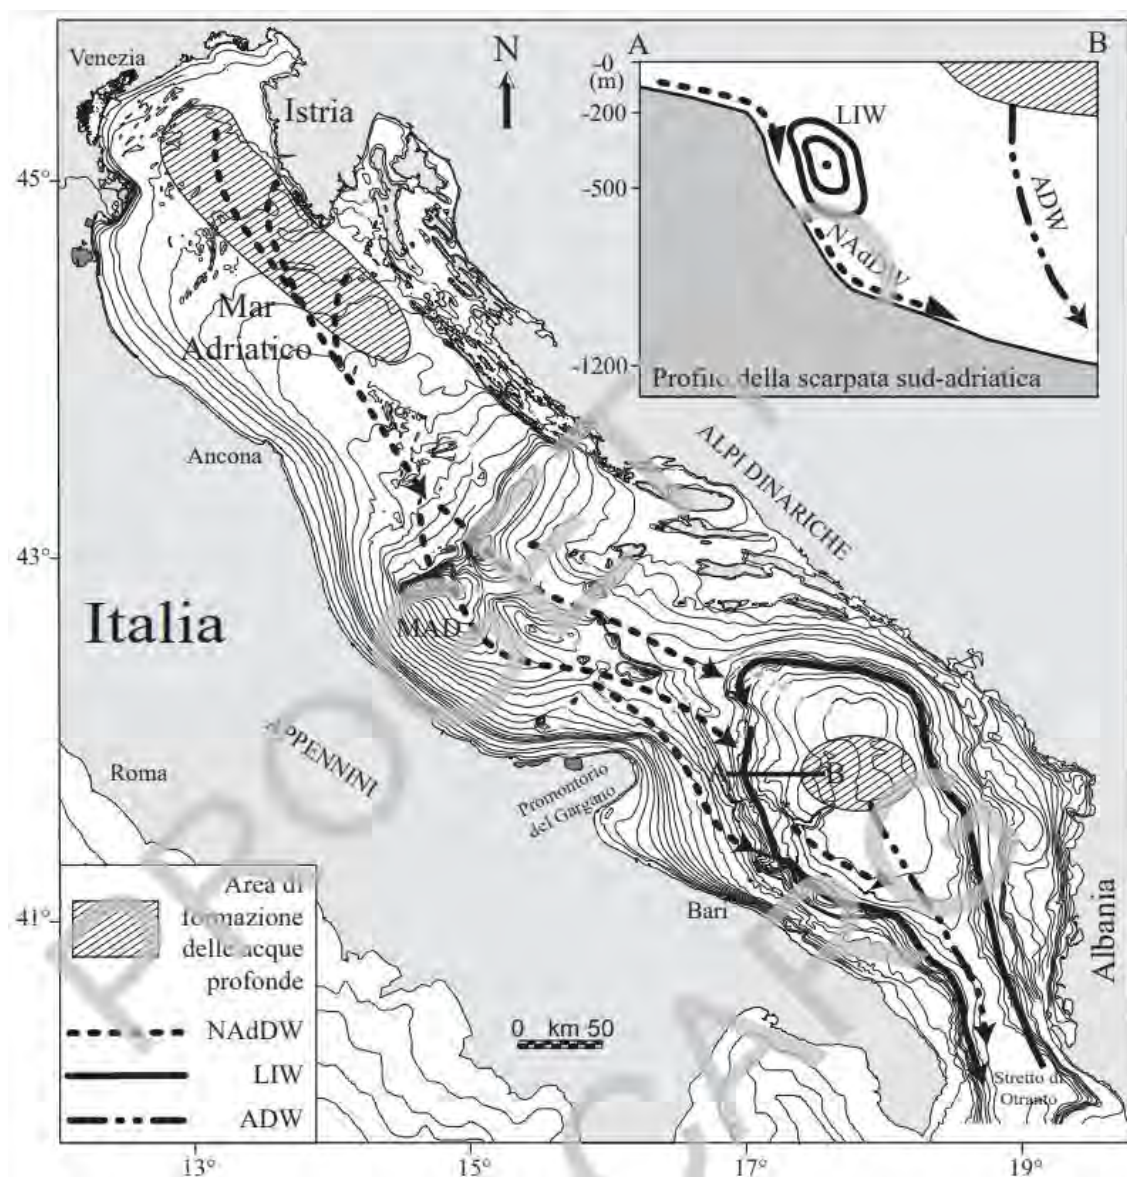 Venezia
N
Istria
45°
Mar
Adriatico
Ancona
43°
Italia
MAD
ALPI DINARICHE
APPENNINI
Roma
Promontorio
del Gargano
A
B
41°
Bari
Albania
Stretto di
Otranto
0 km 50
13°
15°
17°
19°
A
B
-0
(m)
-200
-500
-1200
LIW
NAdDW
ADW
Profilo della scarpata sud-adriatica
Area di
formazione
delle acque
profonde
NAdDW
LIW
ADW